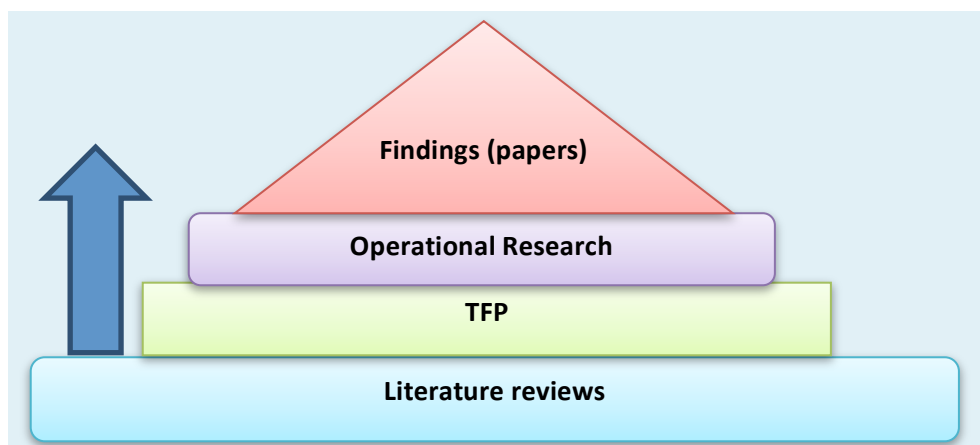 Findings (papers)
Operational Research
TFP
Literature reviews